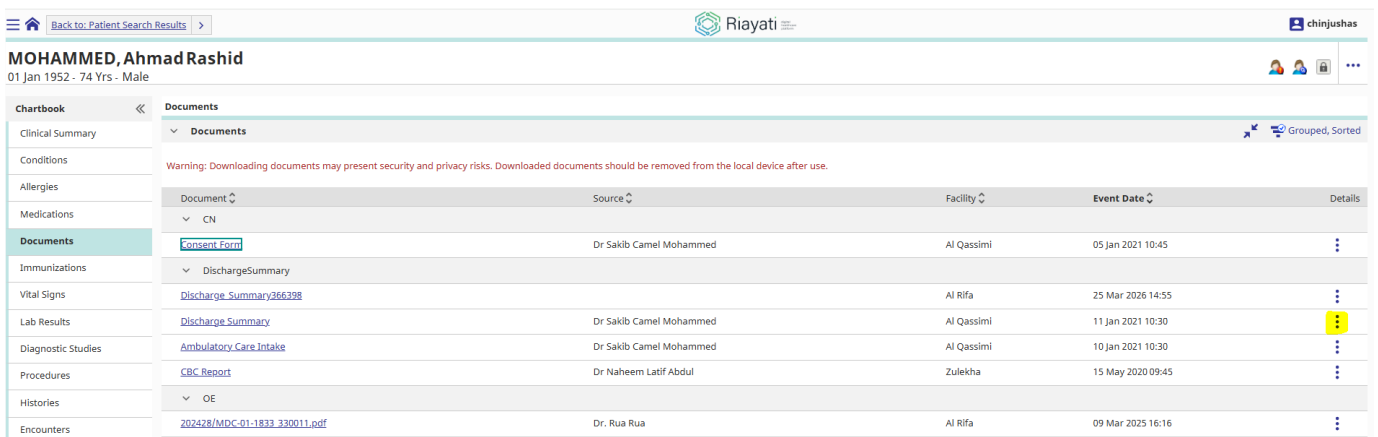 Back to: Patient Search Results >
Riayati
chinjushas
MOHAMMED, Ahmad Rashid
01 Jan 1952 - 74 Yrs - Male
Chartbook
Clinical Summary
Conditions
Allergies
Medications
Documents
Immunizations
Vital Signs
Lab Results
Diagnostic Studies
Procedures
Histories
Encounters
Documents
Documents
Grouped, Sorted
Warning: Downloading documents may present security and privacy risks. Downloaded documents should be removed from the local device after use.
Document Source Facility Event Date Details
CN
Consent Form Dr Sakib Camel Mohammed Al Qassimi 05 Jan 2021 10:45
DischargeSummary
Discharge Summary366398 Al Rifa 25 Mar 2026 14:55
Discharge Summary Dr Sakib Camel Mohammed Al Qassimi 11 Jan 2021 10:30
Ambulatory Care Intake Dr Sakib Camel Mohammed Al Qassimi 10 Jan 2021 10:30
CBC Report Dr Naheem Latif Abdul Zulekha 15 May 2020 09:45
OE
202428/MDC-01-1833_330011.pdf Dr. Rua Rua Al Rifa 09 Mar 2025 16:16